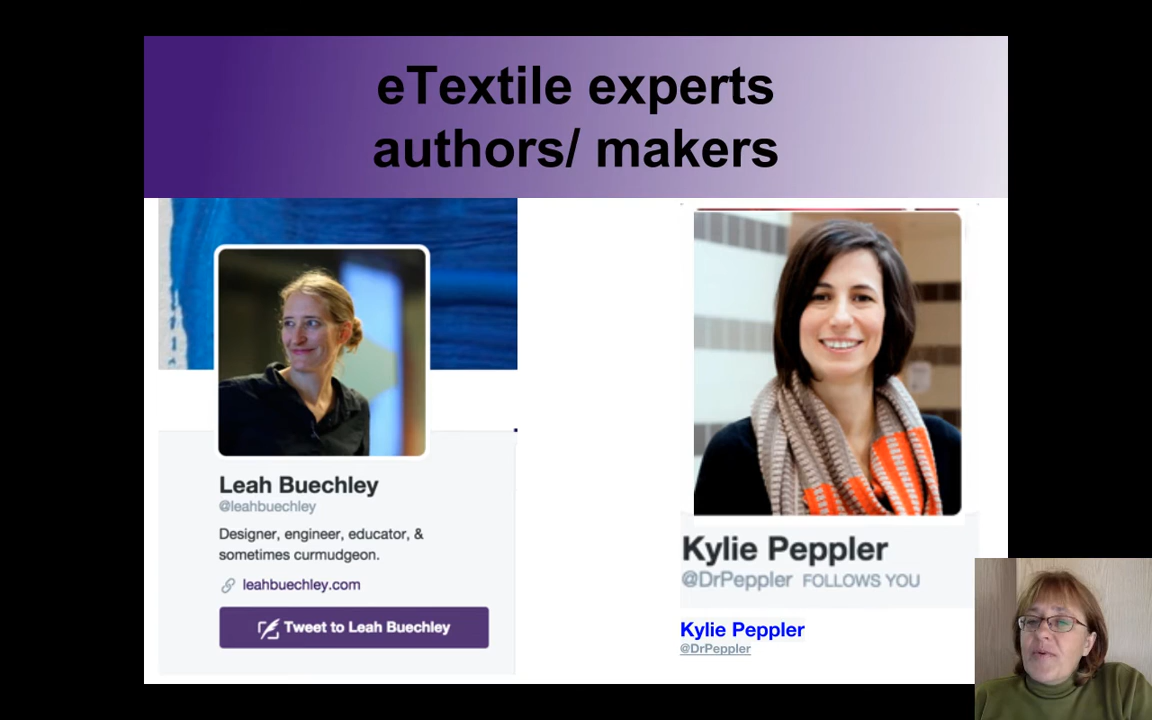 eTextile experts
authors/ makers
Leah Buechley
@leahbuechley
Designer, engineer, educator, &
sometimes curmudgeon.
leahbuechley.com
Tweet to Leah Buechley
Kylie Peppler
@DrPeppler FOLLOWS YOU
Kylie Peppler
@DrPeppler